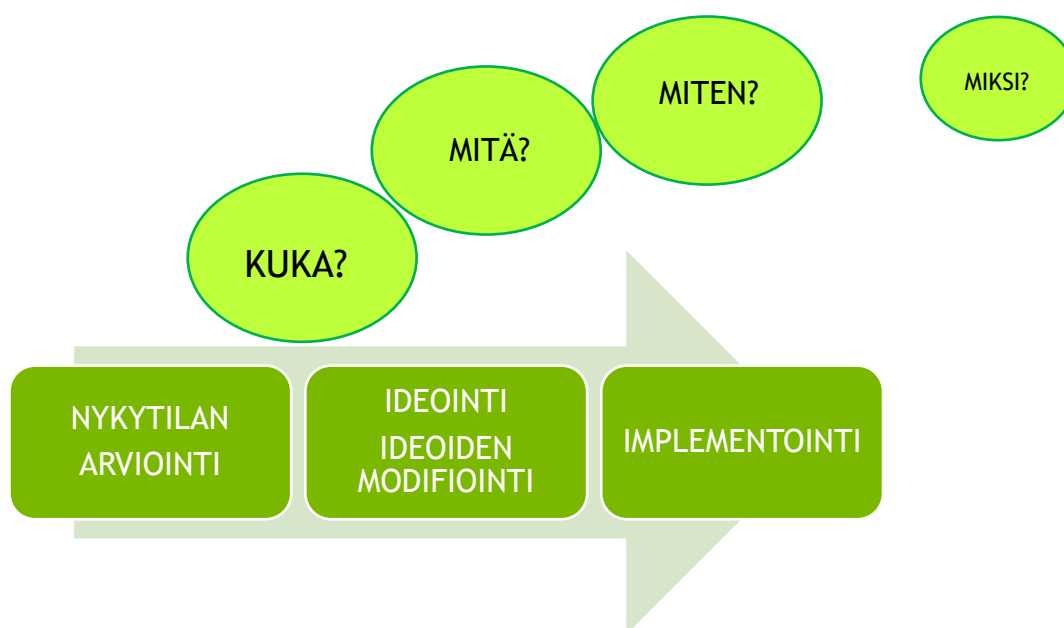 MITEN?
MIKSI?
MITÄ?
KUKA?
NYKYTILAN
ARVIOINTI
IDEOINTI
IDEOIDEN
MODIFIOINTI
IMPLEMENTOINTI